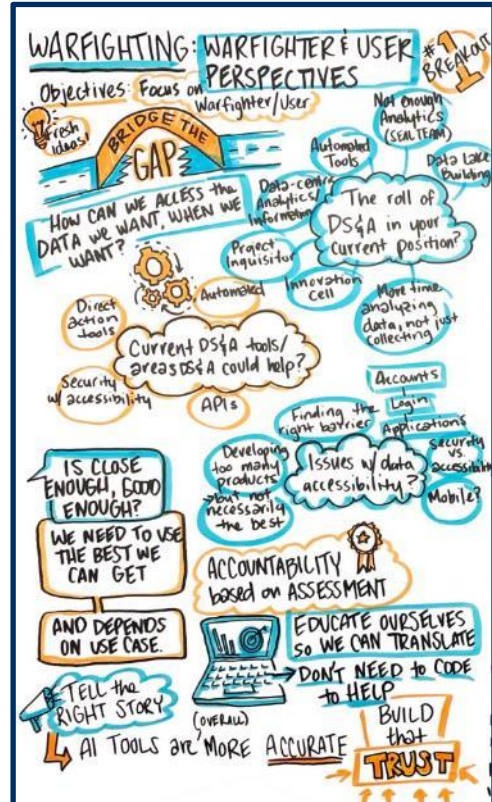 WARFIGHTING: WARFIGHTER & USER
PERSPECTIVES
#1
BREAKOUT
Objectives: Focus on
Warfighter/User
Fresh
Ideas!
BRIDGE THE
GAP
HOW CAN WE ACCESS the
DATA WE WANT, WHEN WE
WANT?
Not enough
Analytics
(SEAL TEAM)
Automated
Tools
Data Lake
Building
Data-centric
Analytics/
Information
The roll of
DS&A in your
current position?
Project
Inquisitor
Innovation
Cell
More time
analyzing
data, not just
collecting
Automated
Direct
action
tools
Current DS&A tools/
areas DS&A could help?
Security
w/ accessibility
APIs
Accounts
Login
Applications
Finding the
right barrier
security
vs.
accessibility
Developing
too many
products
but not
necessarily
the best
Issues w/ data
accessibility?
Mobile?
IS CLOSE
ENOUGH, GOOD
ENOUGH?
WE NEED TO USE
THE BEST WE
CAN GET
AND DEPENDS
ON USE CASE.
ACCOUNTABILITY
based on ASSESSMENT
EDUCATE OURSELVES
so WE CAN TRANSLATE
DON'T NEED to CODE
to HELP
TELL the
RIGHT STORY
(OVERALL)
AI TOOLS are MORE ACCURATE
BUILD
that
TRUST